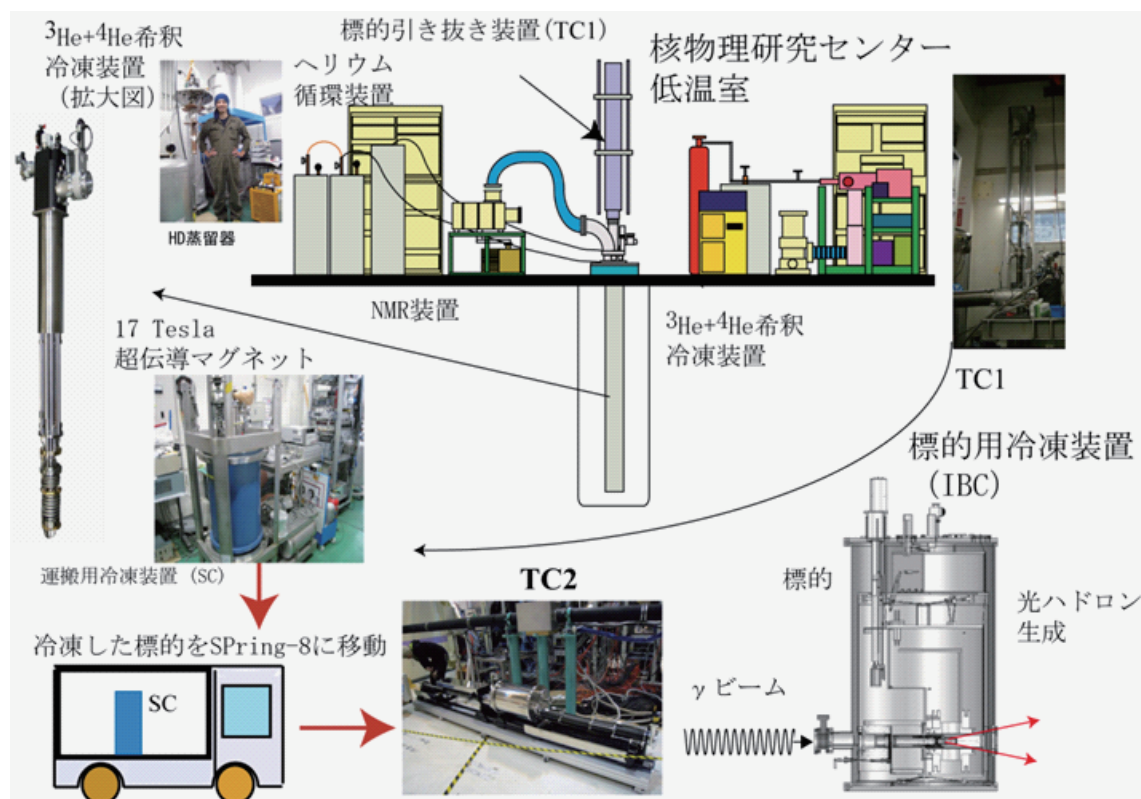 ³He+⁴He希釈
冷凍装置
(拡大図)
HD蒸留器
ヘリウム
循環装置
標的引き抜き装置(TC1)
核物理研究センター
低温室
NMR装置
³He+⁴He希釈
冷凍装置
TC1
17 Tesla
超伝導マグネット
運搬用冷凍装置 (SC)
標的用冷凍装置
(IBC)
冷凍した標的をSPring-8に移動
SC
TC2
標的
光ハドロン
生成
γビーム